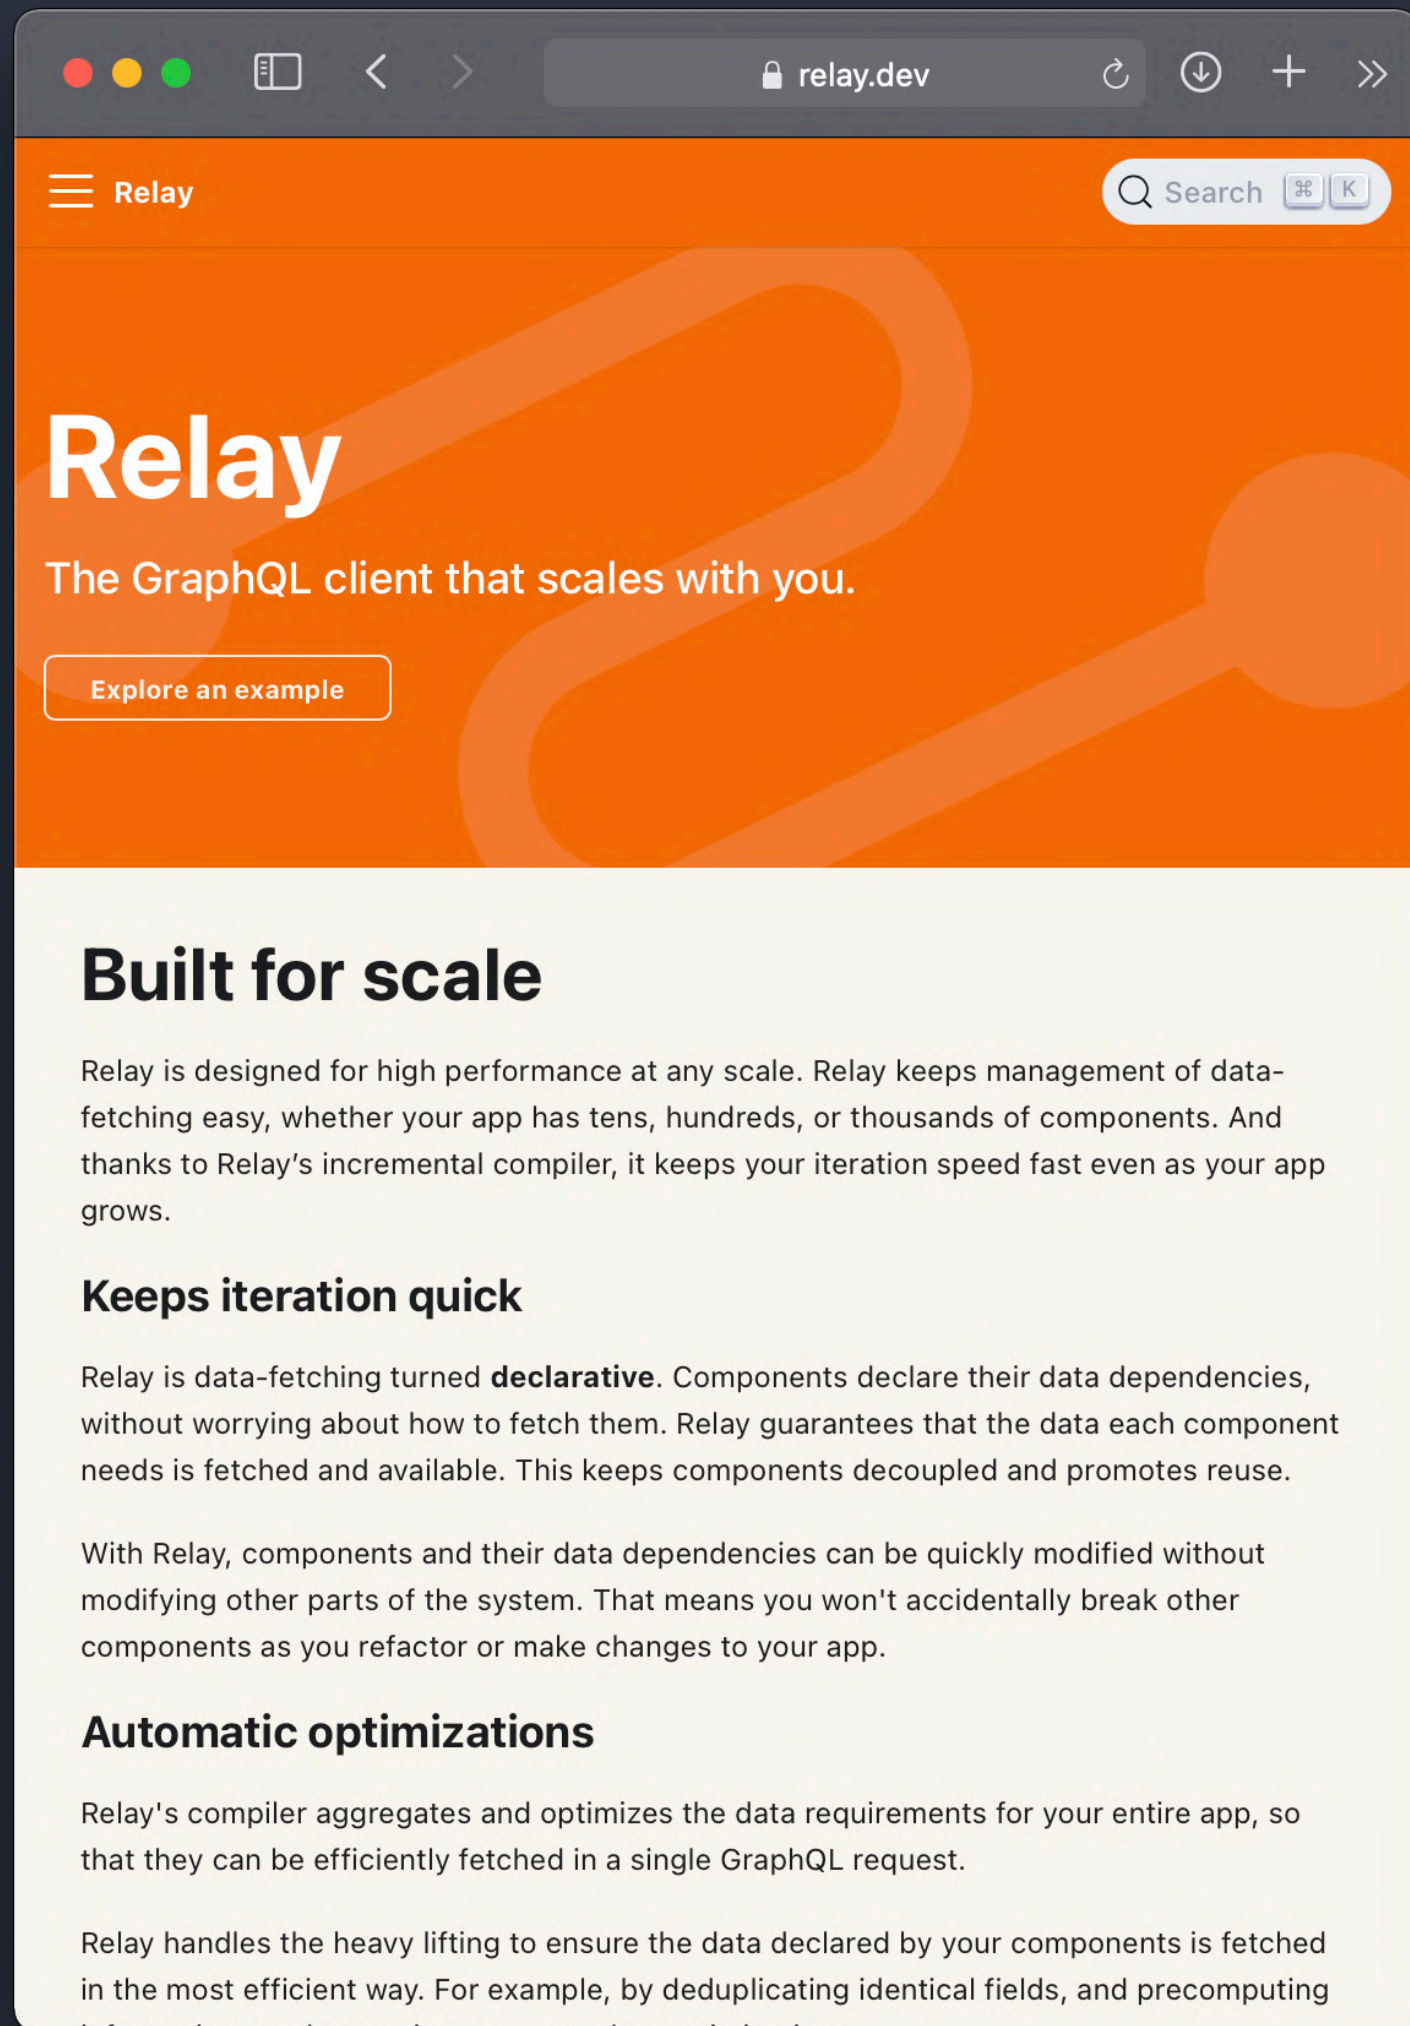 relay.dev
Relay
Search ⌘ K
Relay
The GraphQL client that scales with you.
Explore an example
Built for scale
Relay is designed for high performance at any scale. Relay keeps management of data-
fetching easy, whether your app has tens, hundreds, or thousands of components. And
thanks to Relay’s incremental compiler, it keeps your iteration speed fast even as your app
grows.
Keeps iteration quick
Relay is data-fetching turned declarative. Components declare their data dependencies,
without worrying about how to fetch them. Relay guarantees that the data each component
needs is fetched and available. This keeps components decoupled and promotes reuse.
With Relay, components and their data dependencies can be quickly modified without
modifying other parts of the system. That means you won't accidentally break other
components as you refactor or make changes to your app.
Automatic optimizations
Relay's compiler aggregates and optimizes the data requirements for your entire app, so
that they can be efficiently fetched in a single GraphQL request.
Relay handles the heavy lifting to ensure the data declared by your components is fetched
in the most efficient way. For example, by deduplicating identical fields, and precomputing